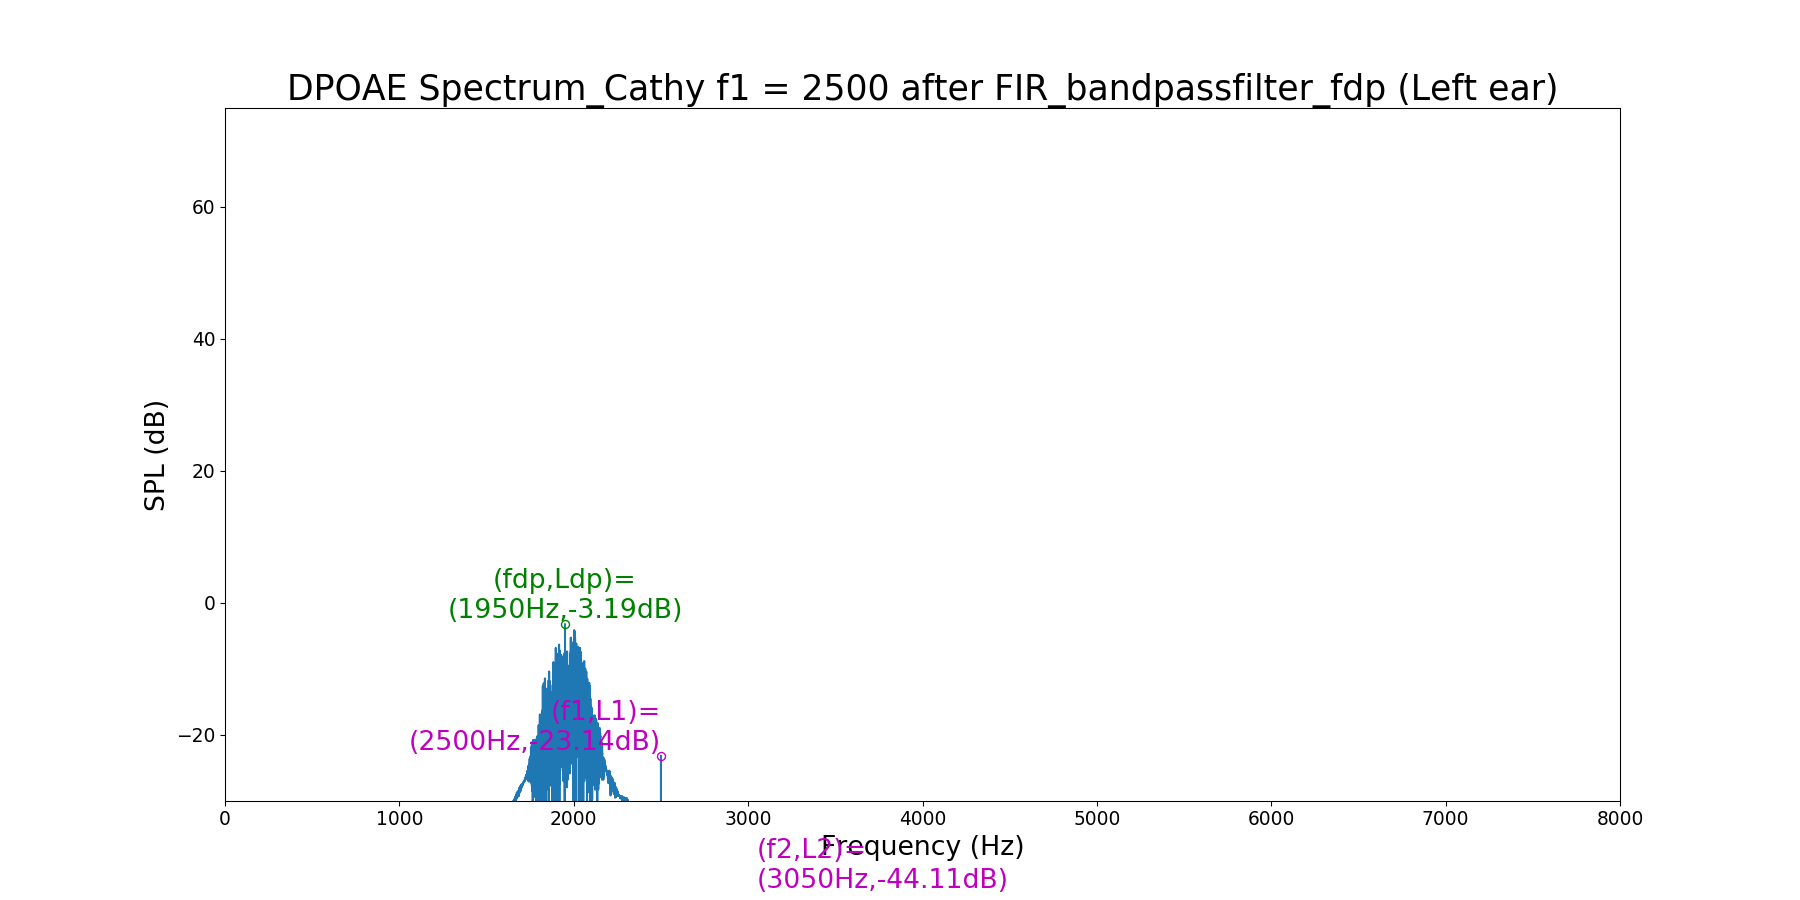 DPOAE Spectrum_Cathy f1 = 2500 after FIR_bandpassfilter_fdp (Left ear)
60
40
20
0
−20
SPL (dB)
(fdp,Ldp)=
(1950Hz,-3.19dB)
(f1,L1)=
(2500Hz,-23.14dB)
0 1000 2000 3000 4000 5000 6000 7000 8000
Frequency (Hz)
(f2,L2)=
(3050Hz,-44.11dB)